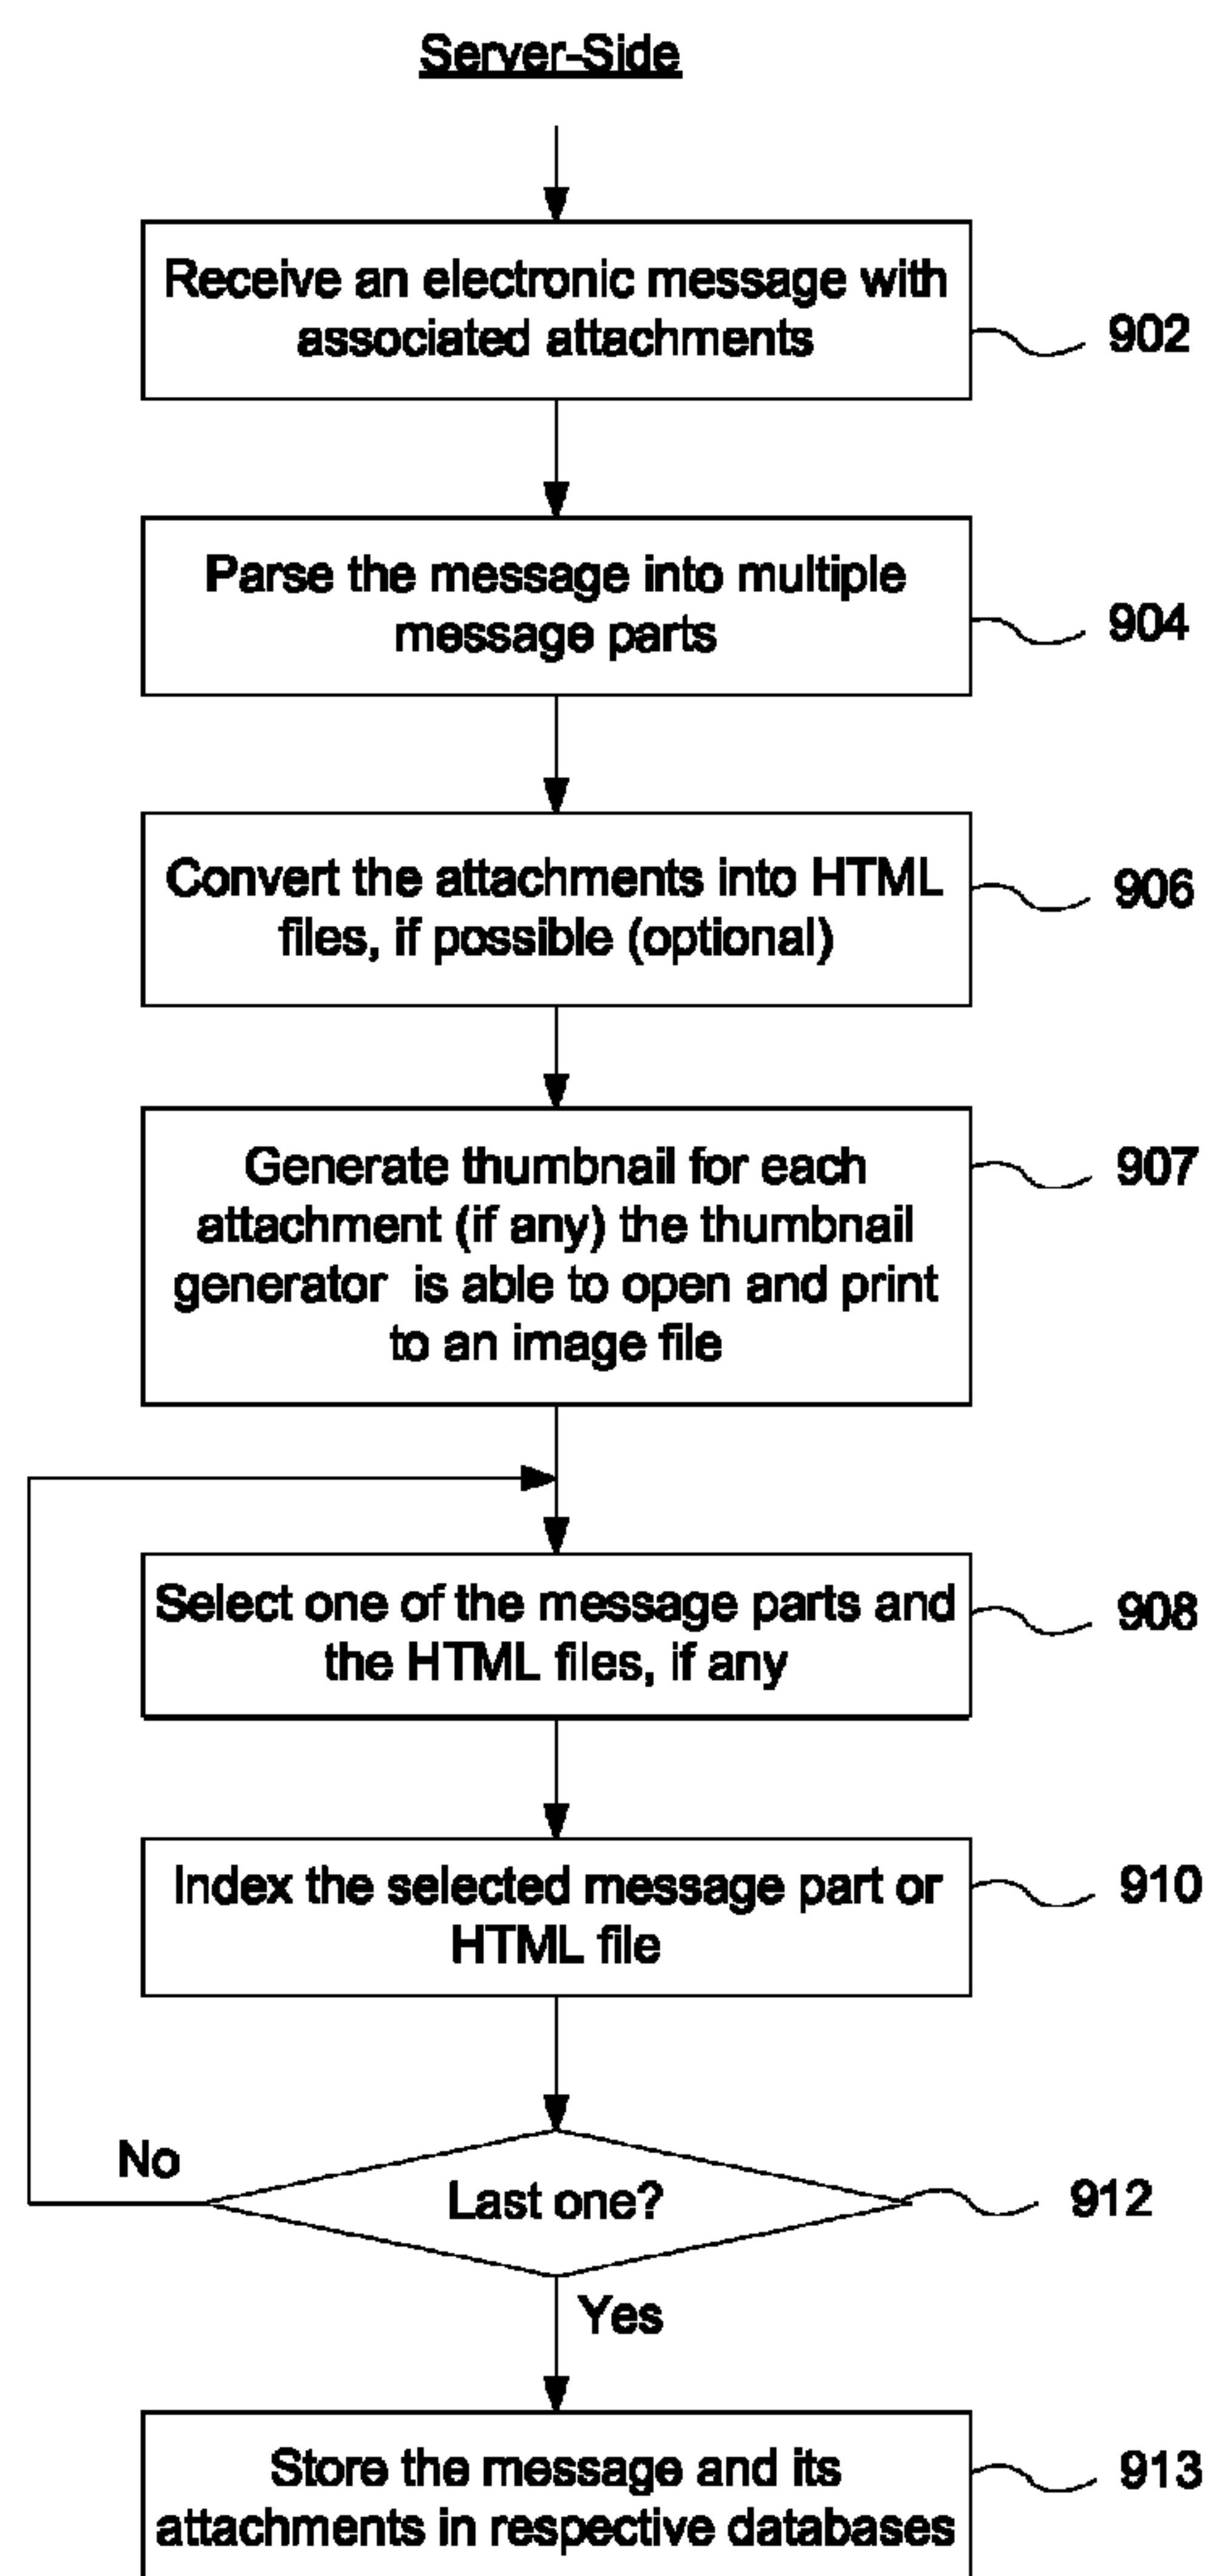 Server-Side
Receive an electronic message with
associated attachments
902
Parse the message into multiple
message parts
904
Convert the attachments into HTML
files, if possible (optional)
906
Generate thumbnail for each
attachment (if any) the thumbnail
generator is able to open and print
to an image file
907
Select one of the message parts and
the HTML files, if any
908
Index the selected message part or
HTML file
910
No
Last one?
912
Yes
Store the message and its
attachments in respective databases
913